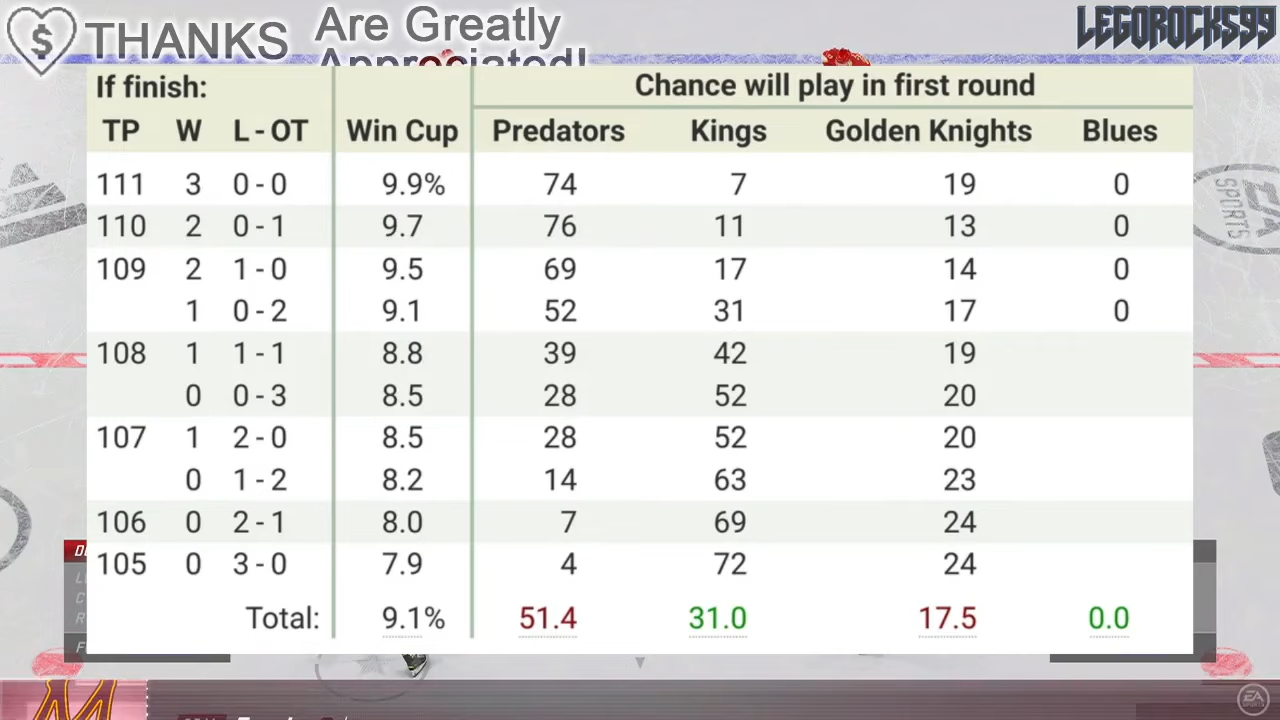 THANKS
Are Greatly
Appreciated!
LEGOROCKS99
If finish: Chance will play in first round
TP W L - OT Win Cup Predators Kings Golden Knights Blues
111 3 0 - 0 9.9% 74 7 19 0
110 2 0 - 1 9.7 76 11 13 0
109 2 1 - 0 9.5 69 17 14 0
1 0 - 2 9.1 52 31 17 0
108 1 1 - 1 8.8 39 42 19
0 0 - 3 8.5 28 52 20
107 1 2 - 0 8.5 28 52 20
0 1 - 2 8.2 14 63 23
106 0 2 - 1 8.0 7 69 24
105 0 3 - 0 7.9 4 72 24
Total: 9.1% 51.4 31.0 17.5 0.0
EA
SPORTS
EA
SPORTS